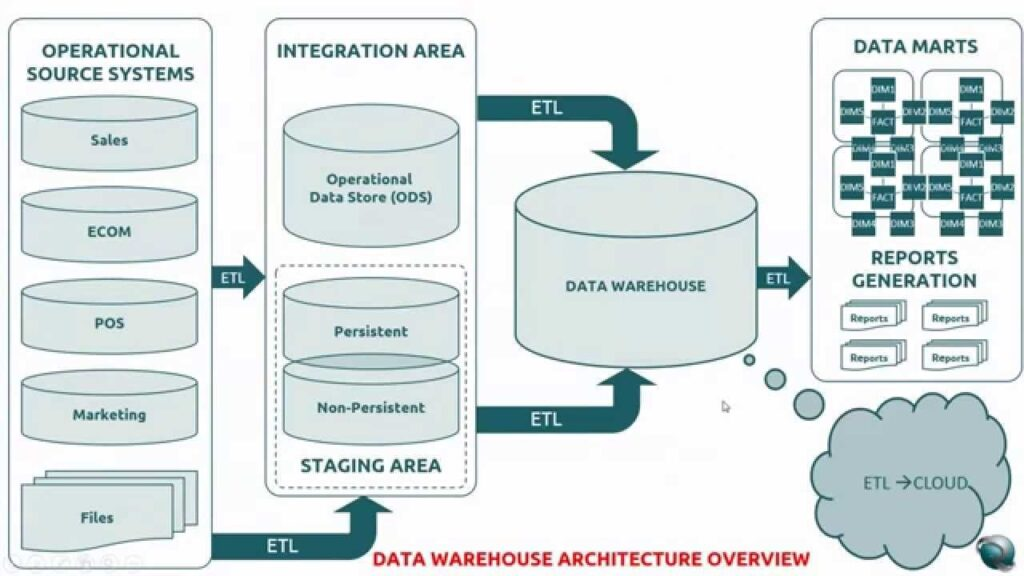 OPERATIONAL
SOURCE SYSTEMS
Sales
ECOM
POS
Marketing
Files
ETL
ETL
INTEGRATION AREA
Operational
Data Store (ODS)
Persistent
Non-Persistent
STAGING AREA
ETL
ETL
DATA WAREHOUSE
ETL
DATA MARTS
DIM1
DIM5
FACT
DIM2
DIM3
DIM1
DIM5
FACT
DIM2
DIM3
DIM1
DIM5
FACT
DIM2
DIM4
DIM3
DIM1
DIM5
FACT
DIM2
DIM4
DIM3
REPORTS
GENERATION
Reports
Reports
Reports
Reports
ETL →CLOUD
DATA WAREHOUSE ARCHITECTURE OVERVIEW